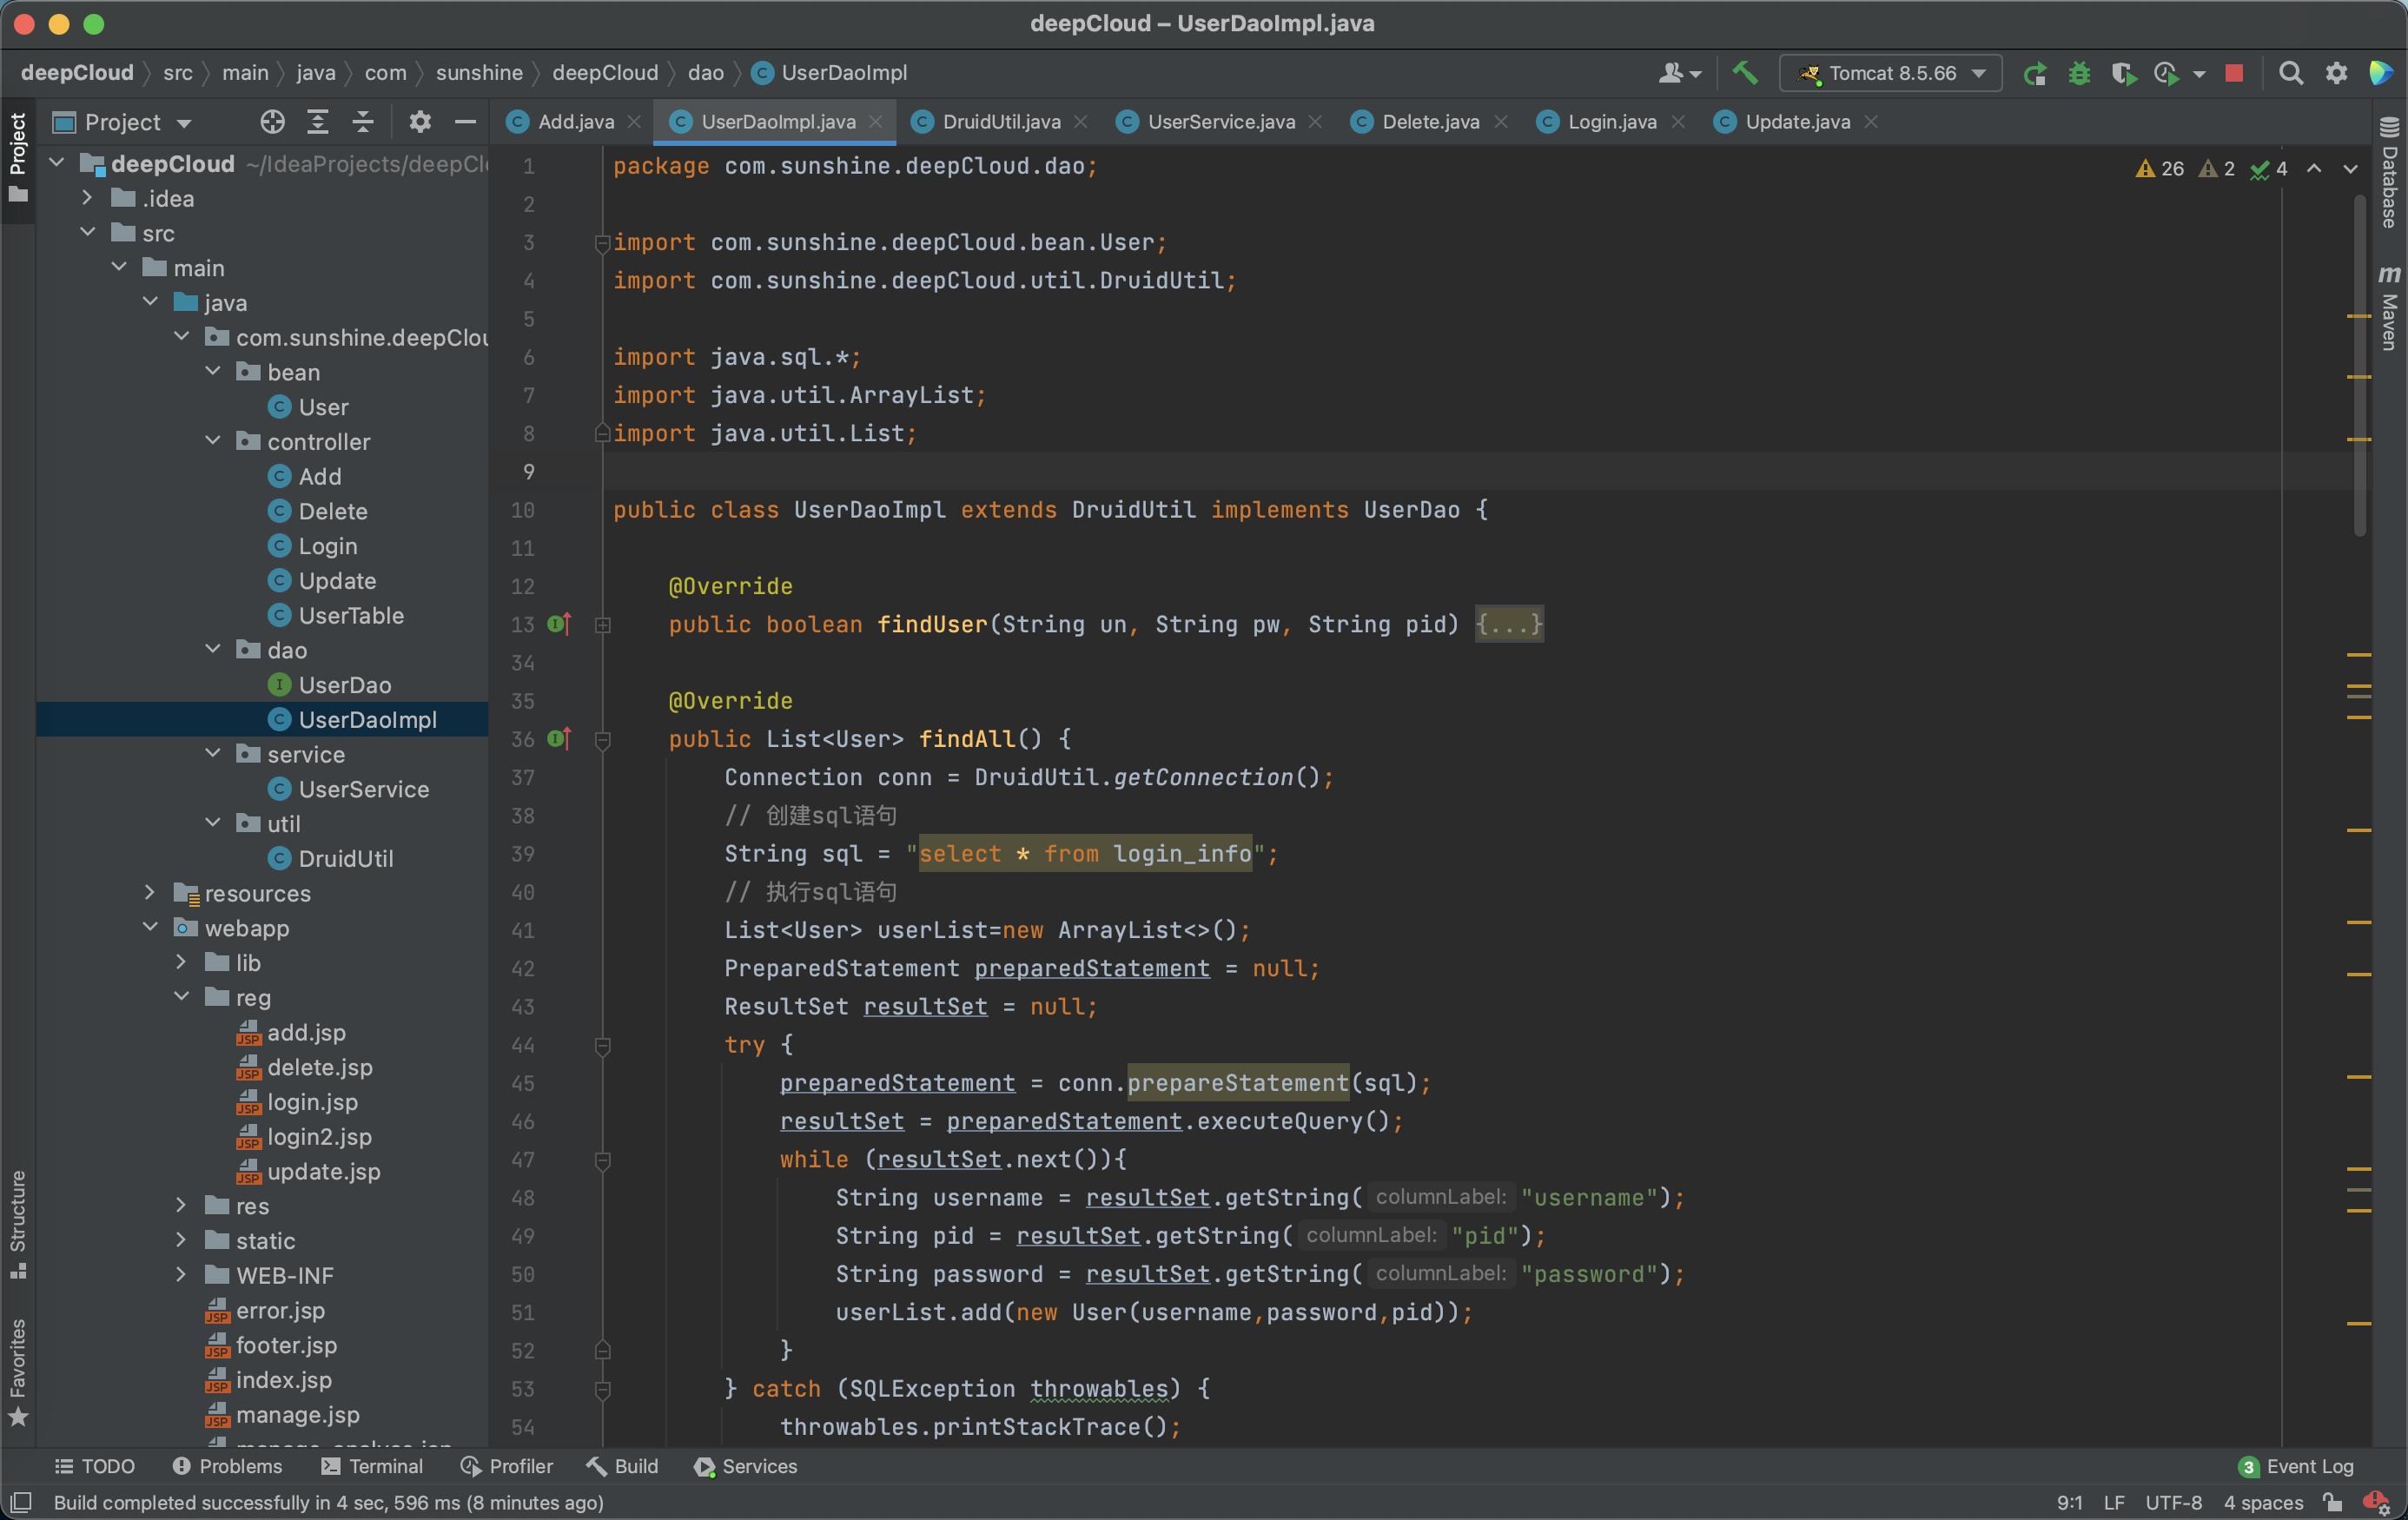 deepCloud – UserDaoImpl.java
deepCloud src main java com sunshine deepCloud dao UserDaoImpl
Tomcat 8.5.66
Project
Add.java UserDaoImpl.java DruidUtil.java UserService.java Delete.java Login.java Update.java
Project
Structure
Favorites
deepCloud ~/IdeaProjects/deepCl
.idea
src
main
java
com.sunshine.deepClou
bean
User
controller
Add
Delete
Login
Update
UserTable
dao
UserDao
UserDaoImpl
service
UserService
util
DruidUtil
resources
webapp
lib
reg
add.jsp
delete.jsp
login.jsp
login2.jsp
update.jsp
res
static
WEB-INF
error.jsp
footer.jsp
index.jsp
manage.jsp
26 2 4
1 package com.sunshine.deepCloud.dao;
2
3 import com.sunshine.deepCloud.bean.User;
4 import com.sunshine.deepCloud.util.DruidUtil;
5
6 import java.sql.*;
7 import java.util.ArrayList;
8 import java.util.List;
9
10 public class UserDaoImpl extends DruidUtil implements UserDao {
11
12 @Override
13 public boolean findUser(String un, String pw, String pid) {...}
34
35 @Override
36 public List<User> findAll() {
37 Connection conn = DruidUtil.getConnection();
38 // 创建sql语句
39 String sql = "select * from login_info";
40 // 执行sql语句
41 List<User> userList=new ArrayList<>();
42 PreparedStatement preparedStatement = null;
43 ResultSet resultSet = null;
44 try {
45 preparedStatement = conn.prepareStatement(sql);
46 resultSet = preparedStatement.executeQuery();
47 while (resultSet.next()){
48 String username = resultSet.getString( columnLabel: "username");
49 String pid = resultSet.getString( columnLabel: "pid");
50 String password = resultSet.getString( columnLabel: "password");
51 userList.add(new User(username,password,pid));
52 }
53 } catch (SQLException throwables) {
54 throwables.printStackTrace();
Database
m Maven
TODO Problems Terminal Profiler Build Services 3 Event Log
Build completed successfully in 4 sec, 596 ms (8 minutes ago) 9:1 LF UTF-8 4 spaces